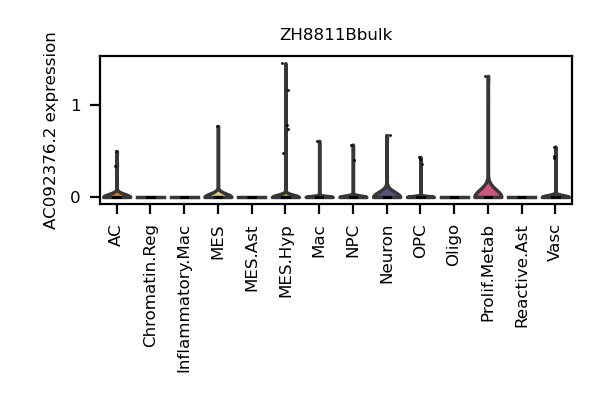 ZH8811Bbulk
AC092376.2 expression
1
0
AC
Chromatin.Reg
Inflammatory.Mac
MES
MES.Ast
MES.Hyp
Mac
NPC
Neuron
OPC
Oligo
Prolif.Metab
Reactive.Ast
Vasc